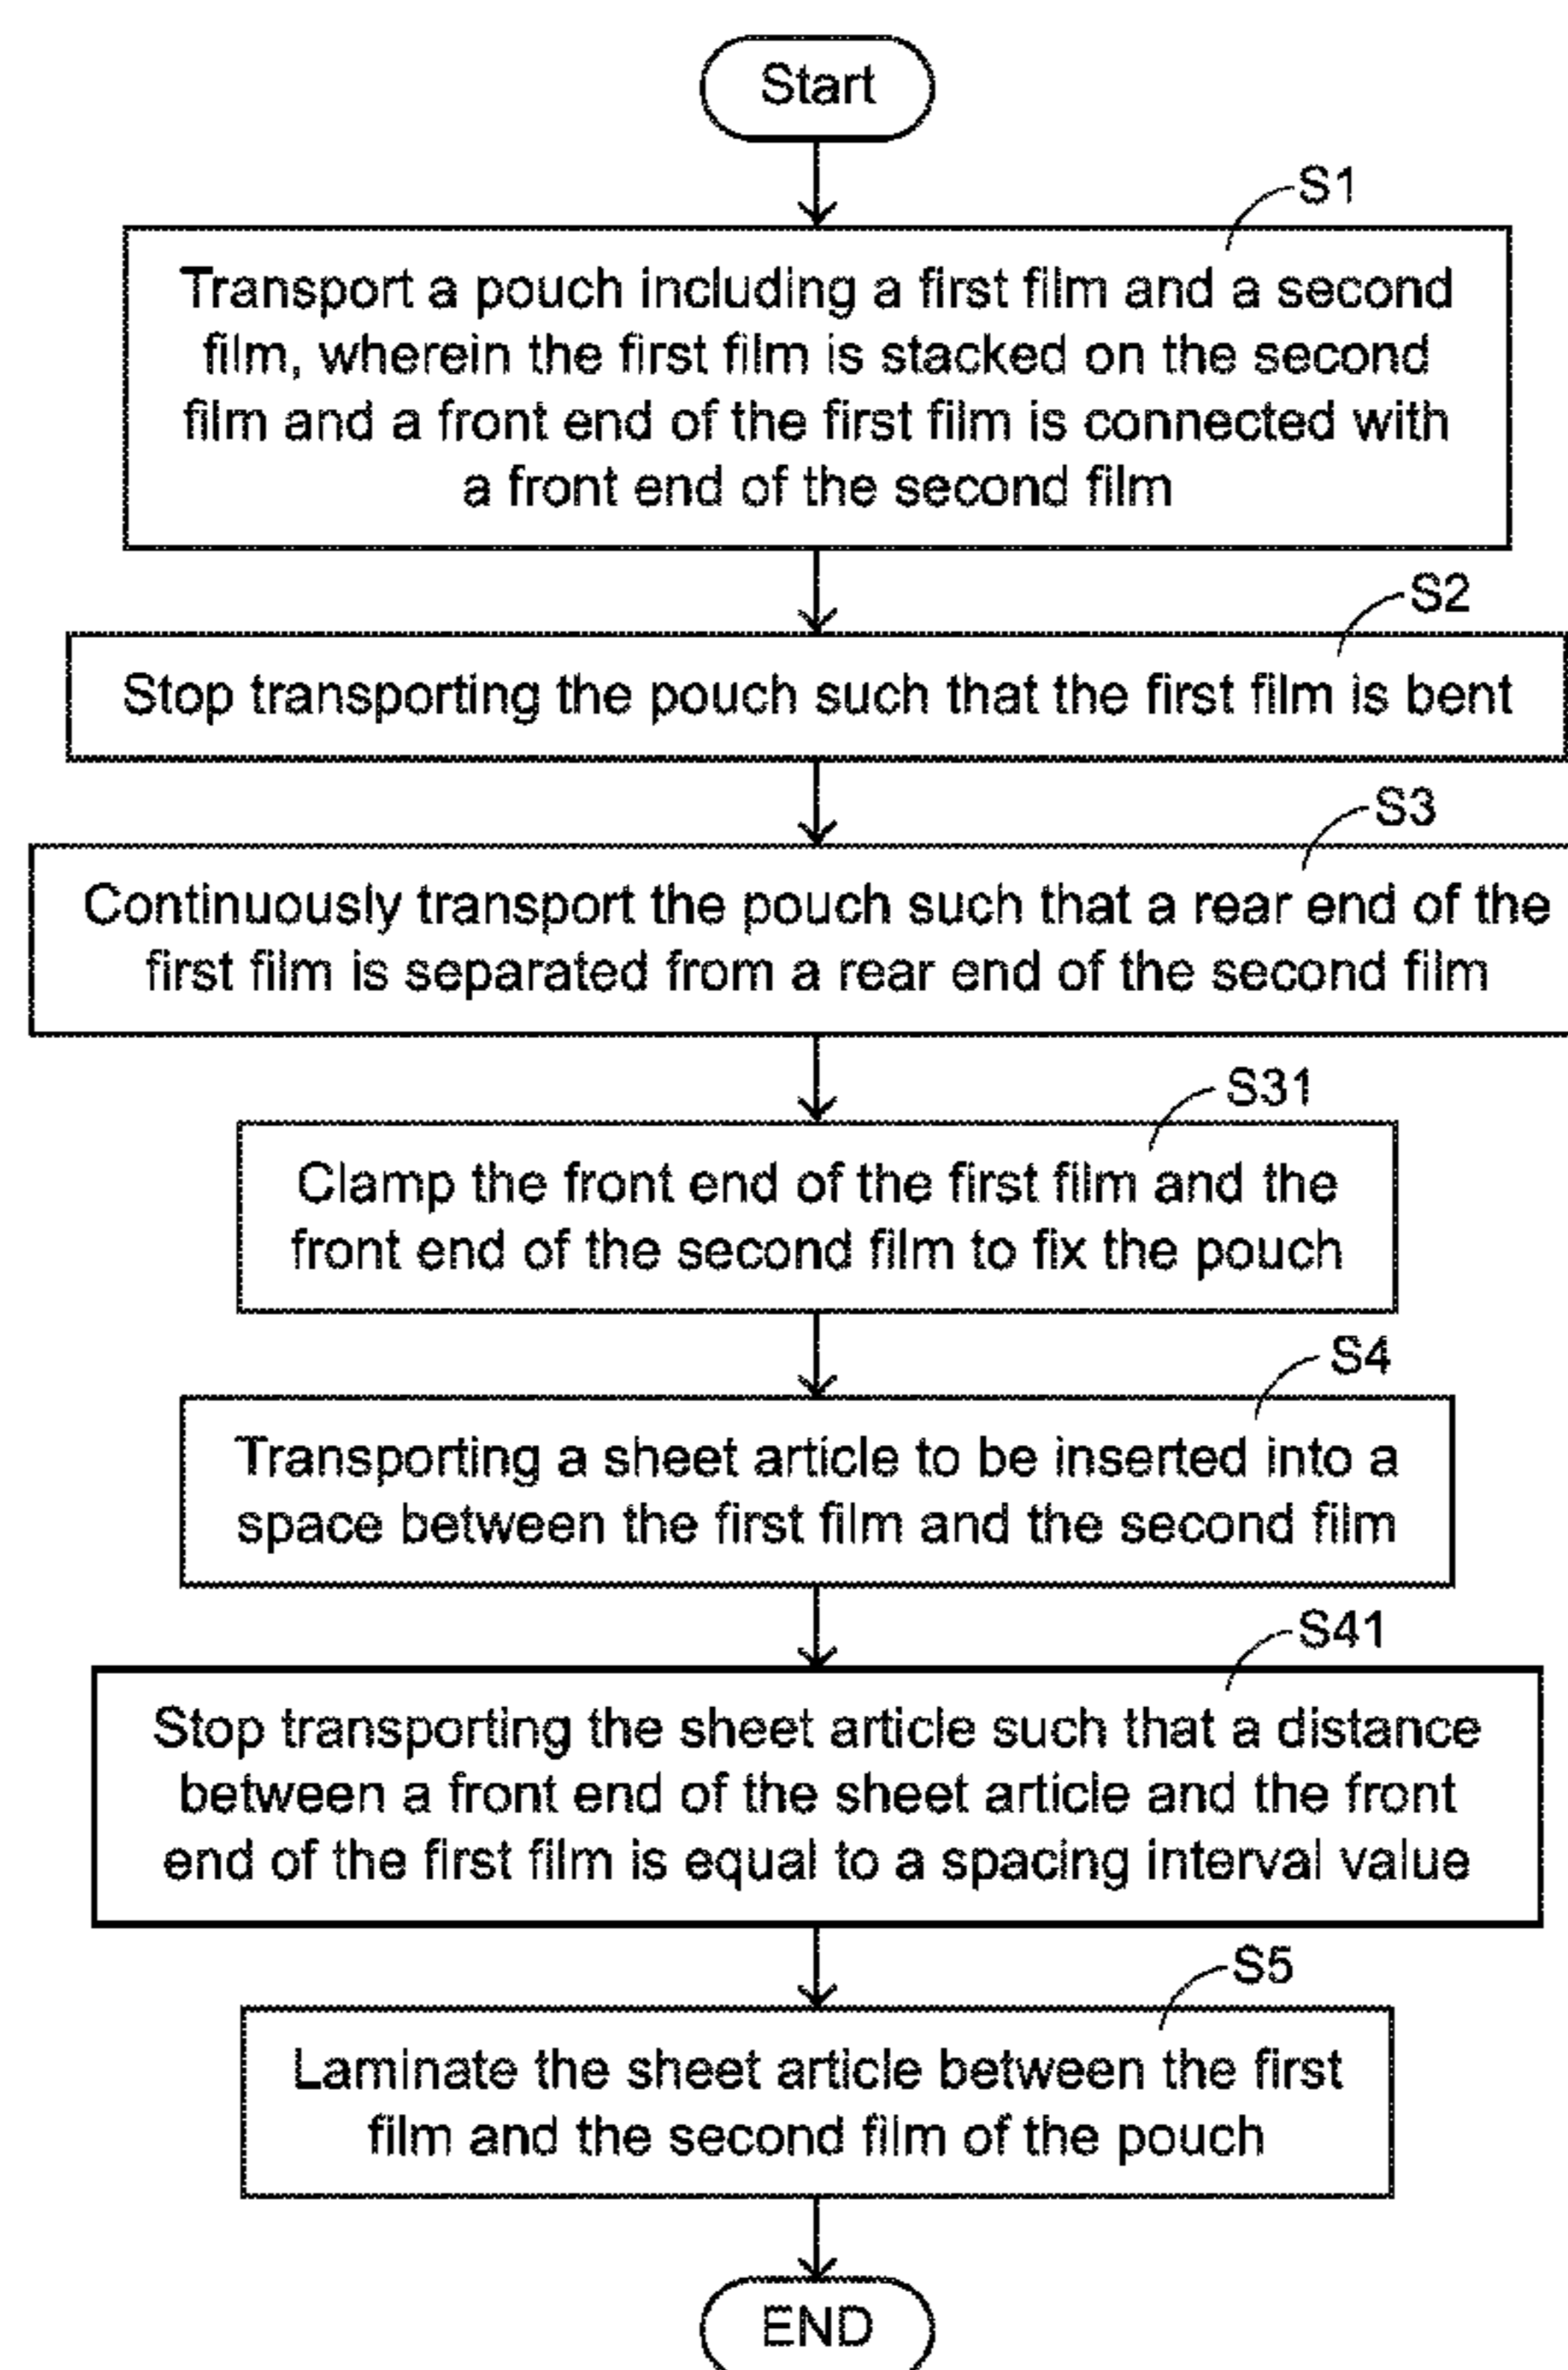 Start
S1
Transport a pouch including a first film and a second
film, wherein the first film is stacked on the second
film and a front end of the first film is connected with
a front end of the second film
S2
Stop transporting the pouch such that the first film is bent
S3
Continuously transport the pouch such that a rear end of the
first film is separated from a rear end of the second film
S31
Clamp the front end of the first film and the
front end of the second film to fix the pouch
S4
Transporting a sheet article to be inserted into a
space between the first film and the second film
S41
Stop transporting the sheet article such that a distance
between a front end of the sheet article and the front
end of the first film is equal to a spacing interval value
S5
Laminate the sheet article between the first
film and the second film of the pouch
END